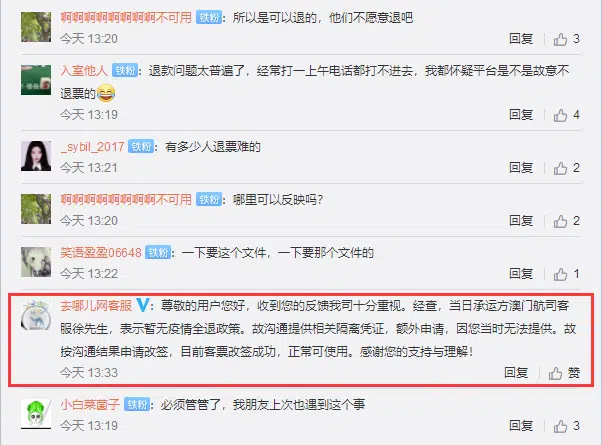 啊啊啊啊啊啊啊啊不可用 铁粉：所以是可以退的，他们不愿意退吧
今天 13:20 回复 3
入室他人 铁粉：退款问题太普遍了，经常打一上午电话都打不进去，我都怀疑平台是不是故意不
退票的😂
今天 13:19 回复 4
_sybil_2017 铁粉：有多少人退票难的
今天 13:21 回复 2
啊啊啊啊啊啊啊啊不可用 铁粉：哪里可以反映吗?
今天 13:20 回复 2
笑语盈盈06648 铁粉：一下要这个文件，一下要那个文件的
今天 13:22 回复 1
去哪儿网客服 V：尊敬的用户您好，收到您的反馈我司十分重视。经查，当日承运方澳门航司客
服徐先生，表示暂无疫情全退政策。故沟通提供相关隔离凭证，额外申请，因您当时无法提供。故
按沟通结果申请改签，目前客票改签成功，正常可使用。感谢您的支持与理解！
今天 13:33 回复 赞
小白菜菌子 铁粉：必须管管了，我朋友上次也遇到这个事
今天 13:19 回复 3